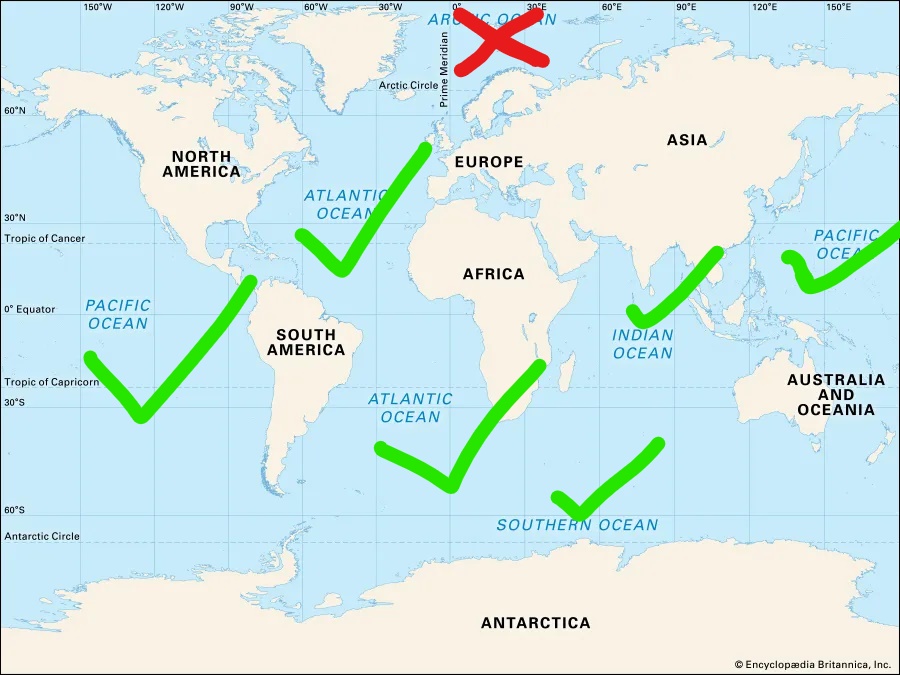 150°W 120°W 90°W 60°W 30°W 0° 30°E 60°E 90°E 120°E 150°E
ARCTIC OCEAN
Prime Meridian
Arctic Circle
60°N
NORTH
AMERICA
EUROPE
ASIA
ATLANTIC
OCEAN
30°N
Tropic of Cancer
PACIFIC
OCEAN
AFRICA
0° Equator
PACIFIC
OCEAN
SOUTH
AMERICA
INDIAN
OCEAN
Tropic of Capricorn
30°S
ATLANTIC
OCEAN
AUSTRALIA
AND
OCEANIA
60°S
SOUTHERN OCEAN
Antarctic Circle
ANTARCTICA
© Encyclopædia Britannica, Inc.